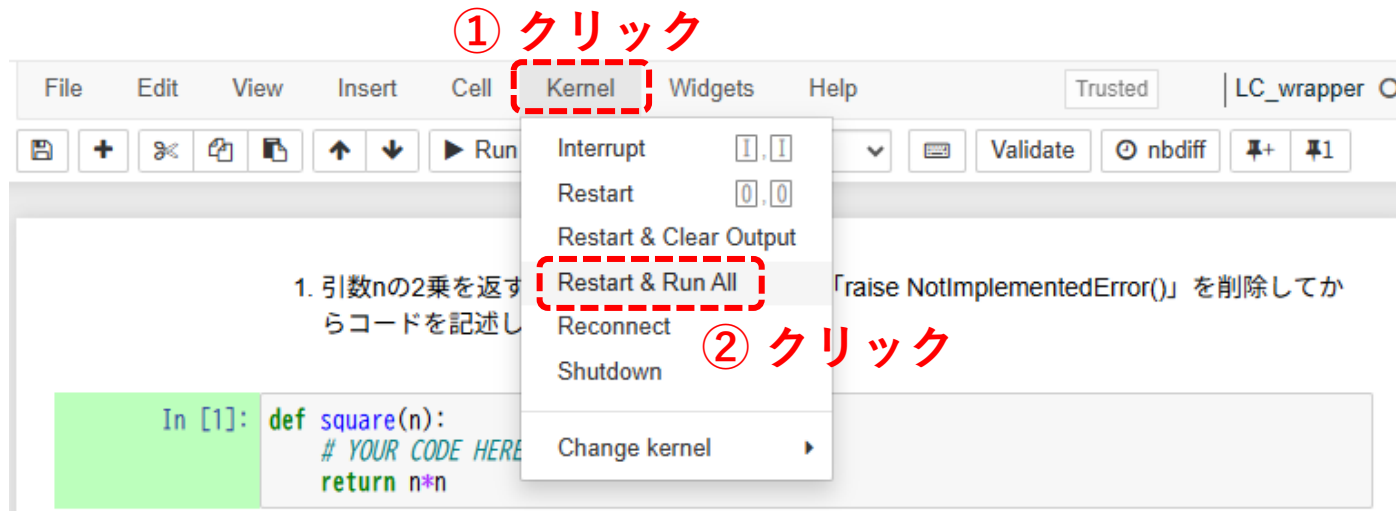 ① クリック
File Edit View Insert Cell Kernel Widgets Help Trusted LC_wrapper
Run Validate nbdiff + 1
Interrupt I,I
Restart 0,0
Restart & Clear Output
Restart & Run All
Reconnect
② クリック
Shutdown
Change kernel
1. 引数nの2乗を返す 「raise NotImplementedError()」を削除してか
らコードを記述し
In [1]: def square(n):
# YOUR CODE HERE
return n*n